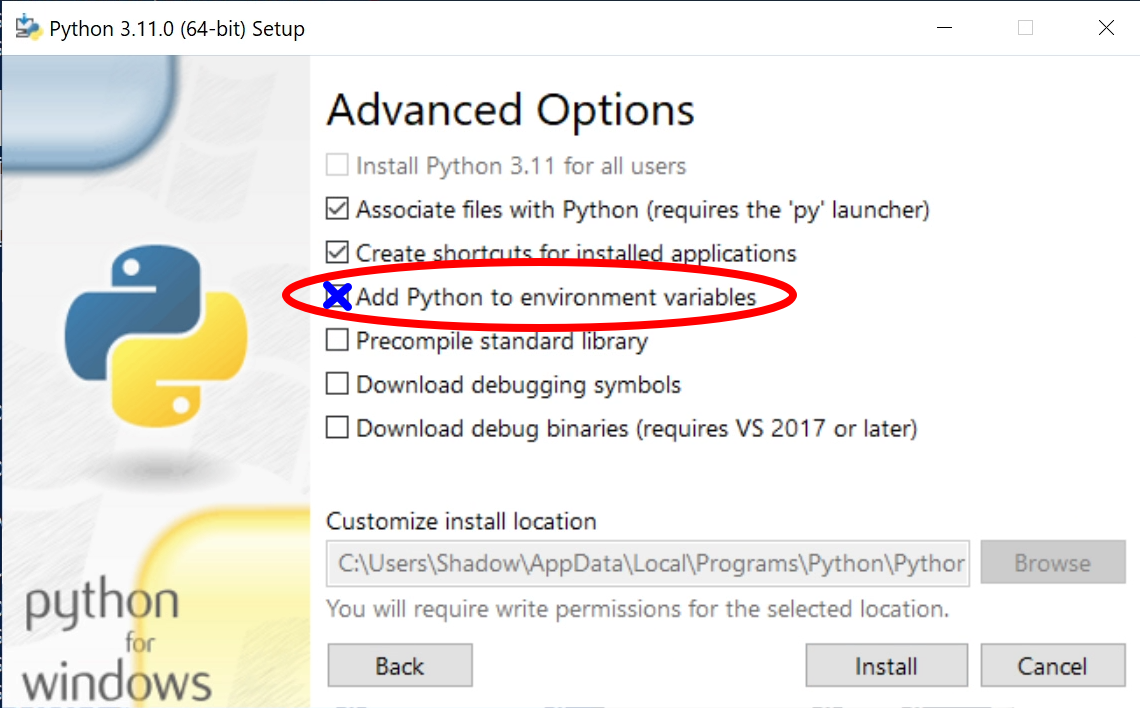 Python 3.11.0 (64-bit) Setup
Advanced Options
Install Python 3.11 for all users
Associate files with Python (requires the 'py' launcher)
Create shortcuts for installed applications
Add Python to environment variables
Precompile standard library
Download debugging symbols
Download debug binaries (requires VS 2017 or later)
Customize install location
C:\Users\Shadow\AppData\Local\Programs\Python\Python
Browse
You will require write permissions for the selected location.
python
for
windows
Back
Install
Cancel